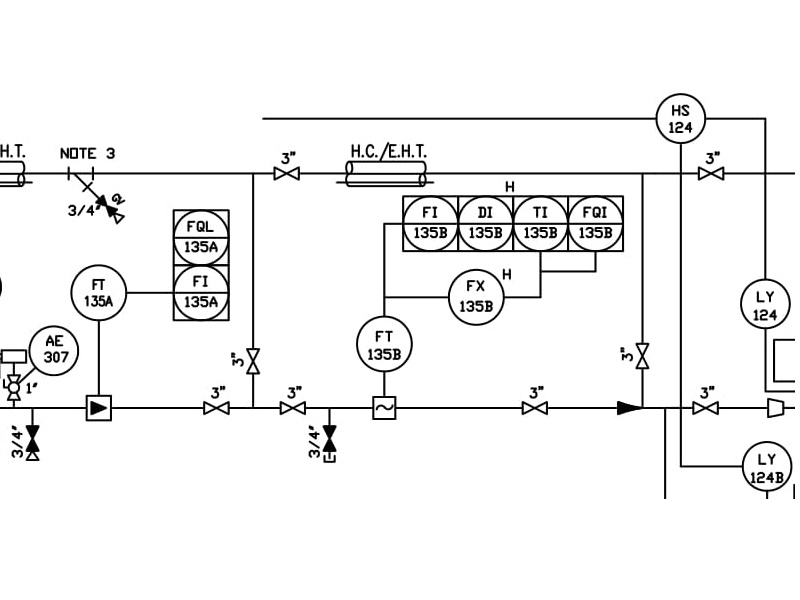 HS
124
H.T.
NOTE 3
3"
H.C./E.H.T.
3"
3/4"
H
FQL
135A
FI
135B
DI
135B
TI
135B
FQI
135B
FT
135A
FI
135A
FX
135B
H
LY
124
AE
307
FT
135B
3"
3"
1"
3"
3"
3"
3"
3/4"
3/4"
LY
124B